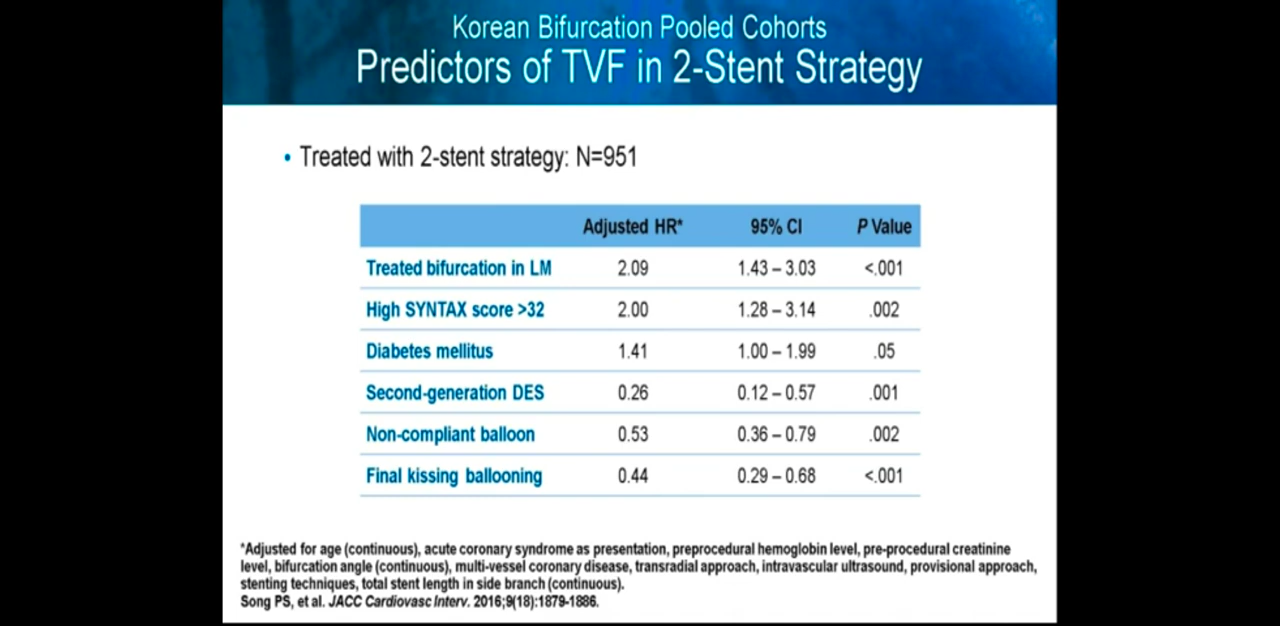 Korean Bifurcation Pooled Cohorts
Predictors of TVF in 2-Stent Strategy
• Treated with 2-stent strategy: N=951
Adjusted HR* 95% CI P Value
Treated bifurcation in LM 2.09 1.43 – 3.03 <.001
High SYNTAX score >32 2.00 1.28 – 3.14 .002
Diabetes mellitus 1.41 1.00 – 1.99 .05
Second-generation DES 0.26 0.12 – 0.57 .001
Non-compliant balloon 0.53 0.36 – 0.79 .002
Final kissing ballooning 0.44 0.29 – 0.68 <.001
*Adjusted for age (continuous), acute coronary syndrome as presentation, preprocedural hemoglobin level, pre-procedural creatinine
level, bifurcation angle (continuous), multi-vessel coronary disease, transradial approach, intravascular ultrasound, provisional approach,
stenting techniques, total stent length in side branch (continuous).
Song PS, et al. JACC Cardiovasc Interv. 2016;9(18):1879-1886.